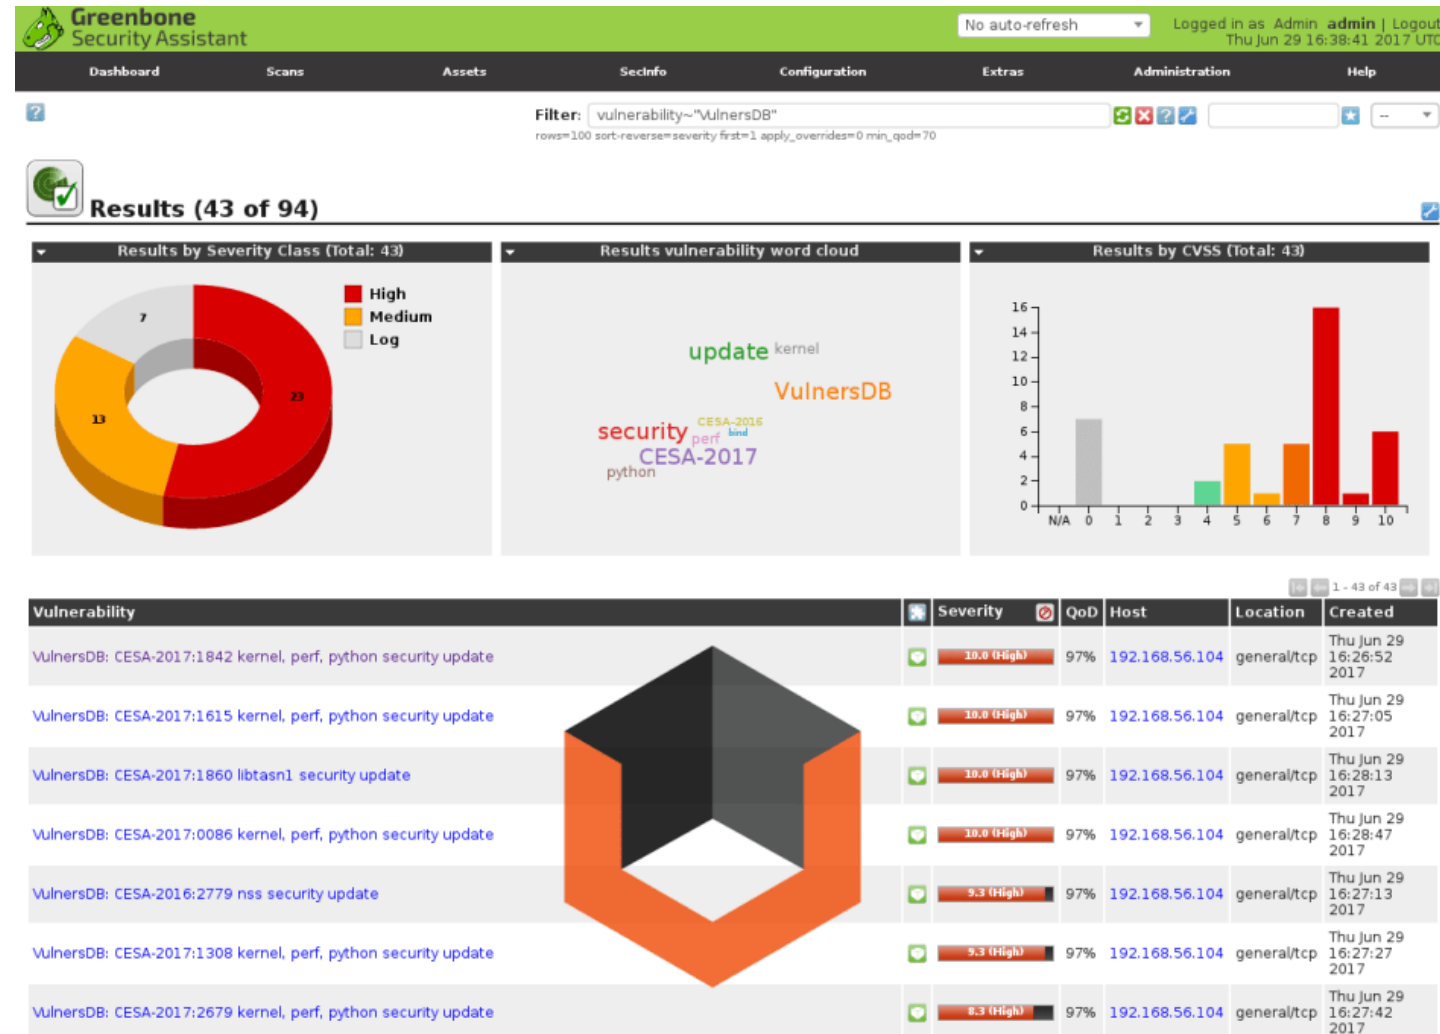 Greenbone
Security Assistant
No auto-refresh
Logged in as Admin admin | Logout
Thu Jun 29 16:38:41 2017 UTC
Dashboard Scans Assets SecInfo Configuration Extras Administration Help
Filter: vulnerability~"VulnersDB"
rows=100 sort-reverse=severity first=1 apply_overrides=0 min_qod=70
--
Results (43 of 94)
Results by Severity Class (Total: 43)
High
Medium
Log
7
23
13
Results vulnerability word cloud
update kernel
VulnersDB
CESA-2016
security perf bind
CESA-2017
python
Results by CVSS (Total: 43)
16
14
12
10
8
6
4
2
0
N/A 0 1 2 3 4 5 6 7 8 9 10
1 - 43 of 43
Vulnerability Severity QoD Host Location Created
VulnersDB: CESA-2017:1842 kernel, perf, python security update 10.0 (High) 97% 192.168.56.104 general/tcp Thu Jun 29
16:26:52
2017
VulnersDB: CESA-2017:1615 kernel, perf, python security update 10.0 (High) 97% 192.168.56.104 general/tcp Thu Jun 29
16:27:05
2017
VulnersDB: CESA-2017:1860 libtasn1 security update 10.0 (High) 97% 192.168.56.104 general/tcp Thu Jun 29
16:28:13
2017
VulnersDB: CESA-2017:0086 kernel, perf, python security update 10.0 (High) 97% 192.168.56.104 general/tcp Thu Jun 29
16:28:47
2017
VulnersDB: CESA-2016:2779 nss security update 9.3 (High) 97% 192.168.56.104 general/tcp Thu Jun 29
16:27:13
2017
VulnersDB: CESA-2017:1308 kernel, perf, python security update 9.3 (High) 97% 192.168.56.104 general/tcp Thu Jun 29
16:27:27
2017
VulnersDB: CESA-2017:2679 kernel, perf, python security update 8.3 (High) 97% 192.168.56.104 general/tcp Thu Jun 29
16:27:42
2017